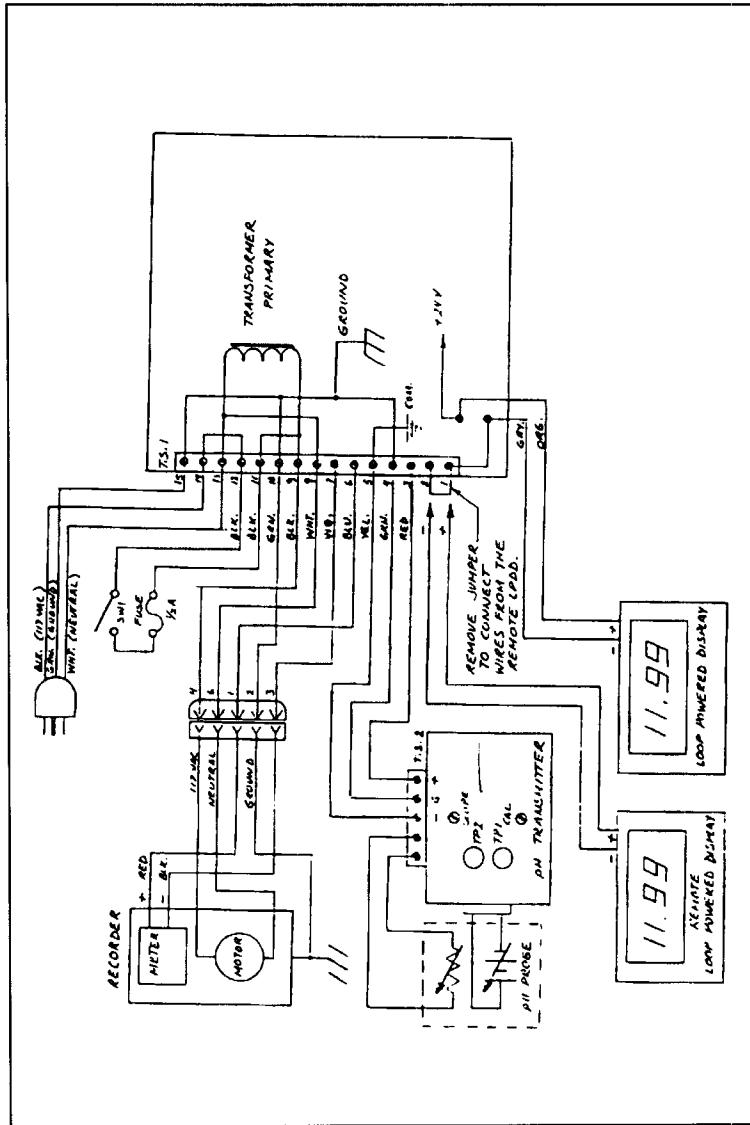 BLK. (117 VAC)
GRN. (GROUND)
WHT. (NEUTRAL)
SW1
FUSE
1/2 A
T.S.1
15
14
13
12
11
10
9
7
6
5
4
3
2
1
BLK.
BLK.
GRN.
BLK.
WHT.
BLU.
YEL.
GRN.
RED
TRANSFORMER
PRIMARY
GROUND
COM.
+24V
GRY.
ORG.
4
6
1
2
3
117 VAC
NEUTRAL
GROUND
RECORDER
METER
+
RED
-
BLK.
MOTOR
REMOVE JUMPER
TO CONNECT
WIRES FROM THE
REMOTE LPDD.
-
+
T.S.2
- G +
TP2
TP1
CAL
pH TRANSMITTER
pH PROBE
- +
11.99
LOOP POWERED DISPLAY
- +
11.99
REMOTE
LOOP POWERED DISPLAY